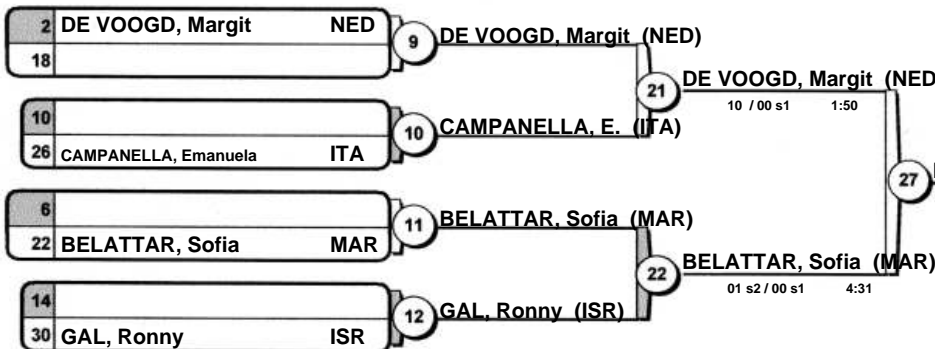 2 DE VOOGD, Margit NED
18
9 DE VOOGD, Margit (NED)
21 DE VOOGD, Margit (NED
10 / 00 s1 1:50
10
26 CAMPANELLA, Emanuela ITA
10 CAMPANELLA, E. (ITA)
27
6
22 BELATTAR, Sofia MAR
11 BELATTAR, Sofia (MAR)
22 BELATTAR, Sofia (MAR)
01 s2 / 00 s1 4:31
14
30 GAL, Ronny ISR
12 GAL, Ronny (ISR)